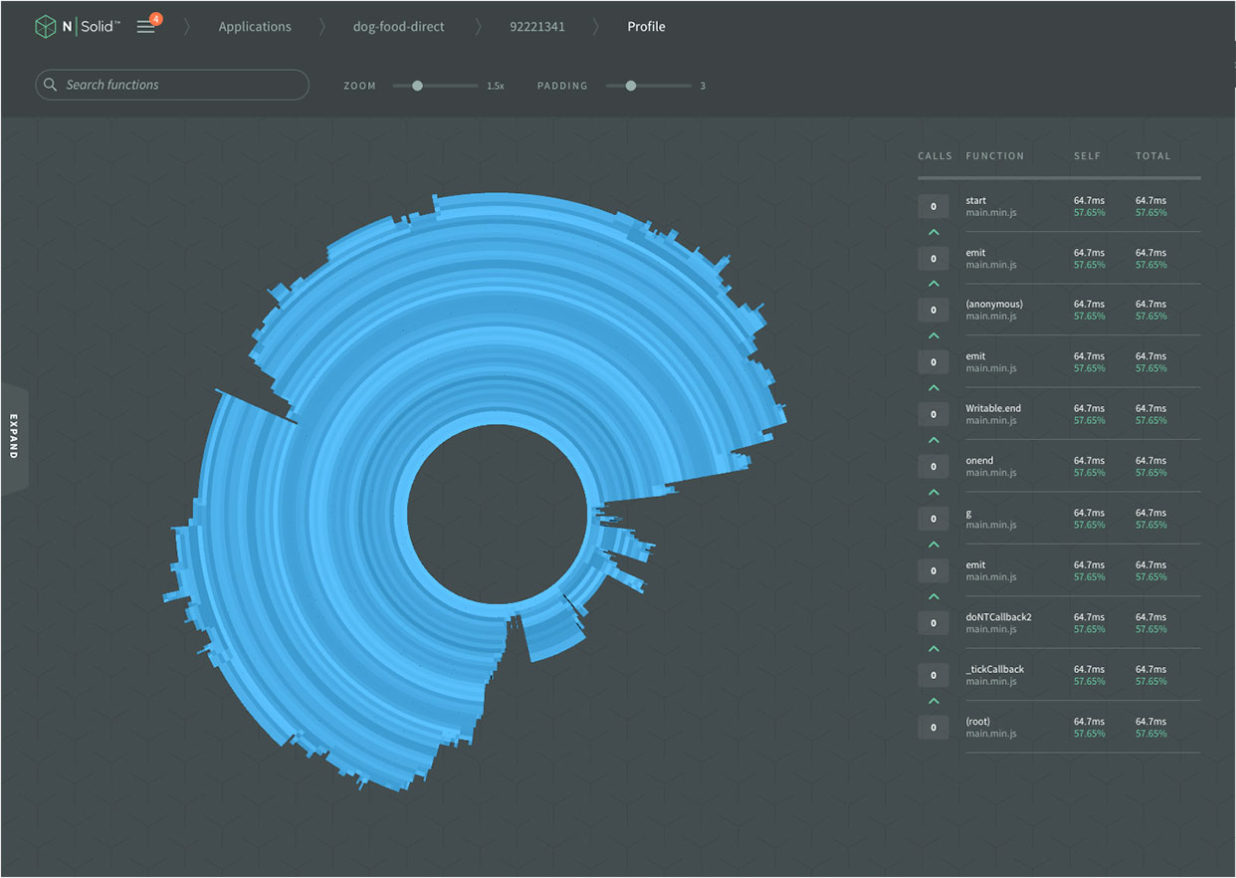 N|Solid™ 4 Applications dog-food-direct 92221341 Profile
Search functions ZOOM 1.5x PADDING 3
CALLS FUNCTION SELF TOTAL
0 start 64.7ms 64.7ms
main.min.js 57.65% 57.65%
0 emit 64.7ms 64.7ms
main.min.js 57.65% 57.65%
0 (anonymous) 64.7ms 64.7ms
main.min.js 57.65% 57.65%
0 emit 64.7ms 64.7ms
main.min.js 57.65% 57.65%
0 Writable.end 64.7ms 64.7ms
main.min.js 57.65% 57.65%
0 onend 64.7ms 64.7ms
main.min.js 57.65% 57.65%
0 g 64.7ms 64.7ms
main.min.js 57.65% 57.65%
0 emit 64.7ms 64.7ms
main.min.js 57.65% 57.65%
0 doNTCallback2 64.7ms 64.7ms
main.min.js 57.65% 57.65%
0 _tickCallback 64.7ms 64.7ms
main.min.js 57.65% 57.65%
0 (root) 64.7ms 64.7ms
main.min.js 57.65% 57.65%
EXPAND